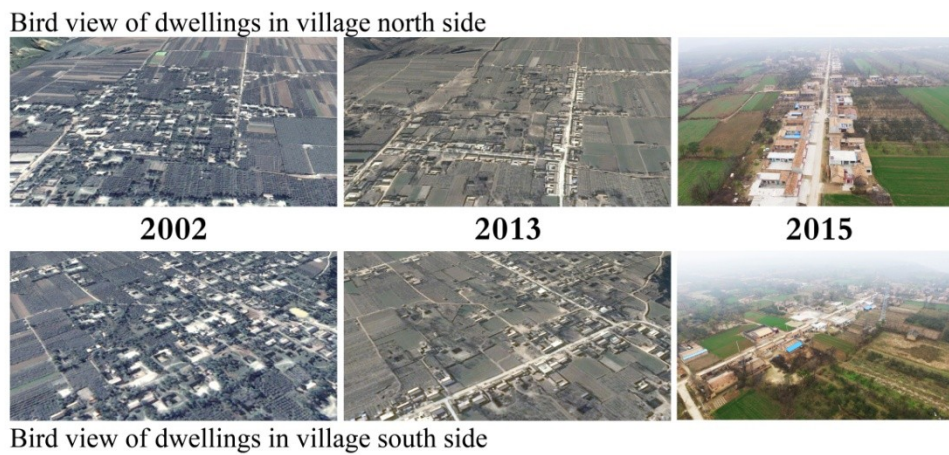 Bird view of dwellings in village north side
2002
2013
2015
Bird view of dwellings in village south side